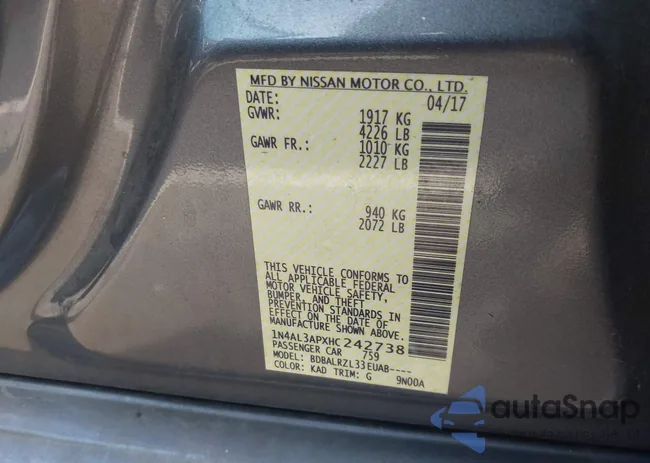 MFD BY NISSAN MOTOR CO., LTD.
DATE: 04/17
GVWR: 1917 KG
4226 LB
GAWR FR.: 1010 KG
2227 LB
GAWR RR.: 940 KG
2072 LB
THIS VEHICLE CONFORMS TO
ALL APPLICABLE FEDERAL
MOTOR VEHICLE SAFETY,
BUMPER, AND THEFT
PREVENTION STANDARDS IN
EFFECT ON THE DATE OF
MANUFACTURE SHOWN ABOVE.
1N4AL3APXHC242738
PASSENGER CAR 759
MODEL: BDBALRZL33EUAB----
COLOR: KAD TRIM: G 9N00A
autoSnap